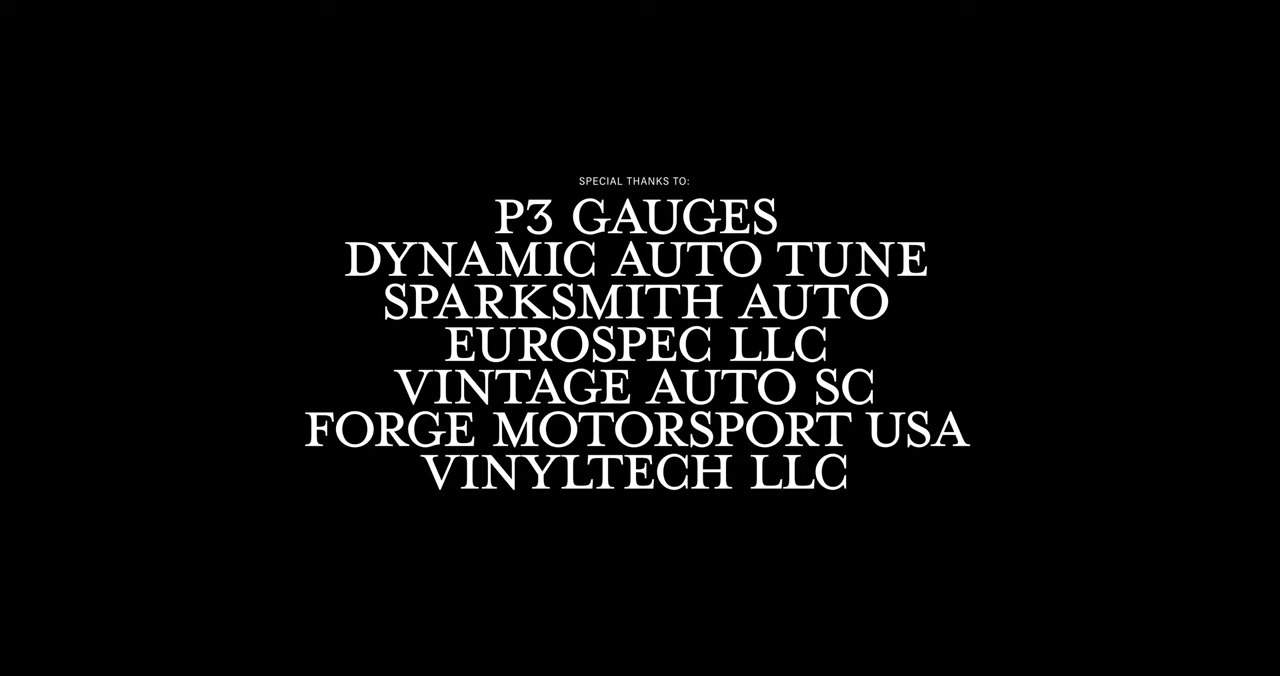 SPECIAL THANKS TO:
P3 GAUGES
DYNAMIC AUTO TUNE
SPARKSMITH AUTO
EUROSPEC LLC
VINTAGE AUTO SC
FORGE MOTORSPORT USA
VINYLTECH LLC